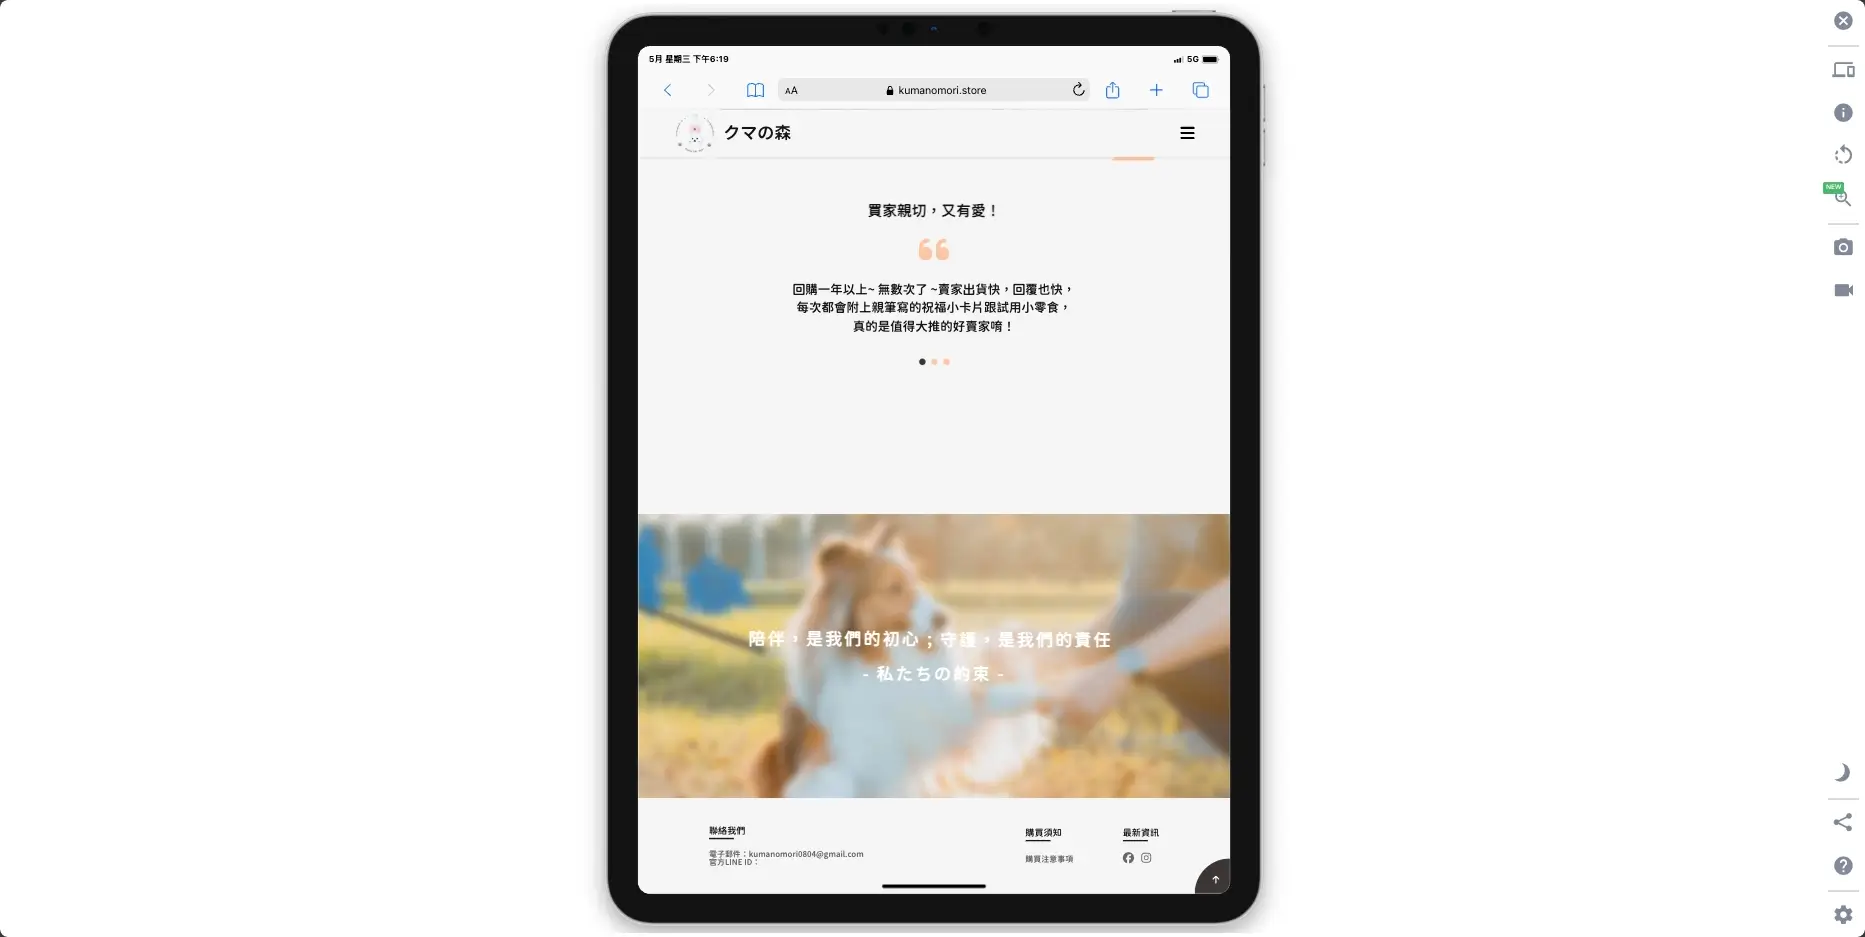 5月 星期三 下午6:19
5G
AA
kumanomori.store
クマの森
買家親切，又有愛！
回購一年以上~ 無數次了 ~賣家出貨快，回覆也快，
每次都會附上親筆寫的祝福小卡片跟試用小零食，
真的是值得大推的好賣家唷！
陪伴，是我們的初心；守護，是我們的責任
- 私たちの約束 -
聯絡我們
電子郵件：kumanomori0804@gmail.com
官方LINE ID：
購買須知
購買注意事項
最新資訊
NEW